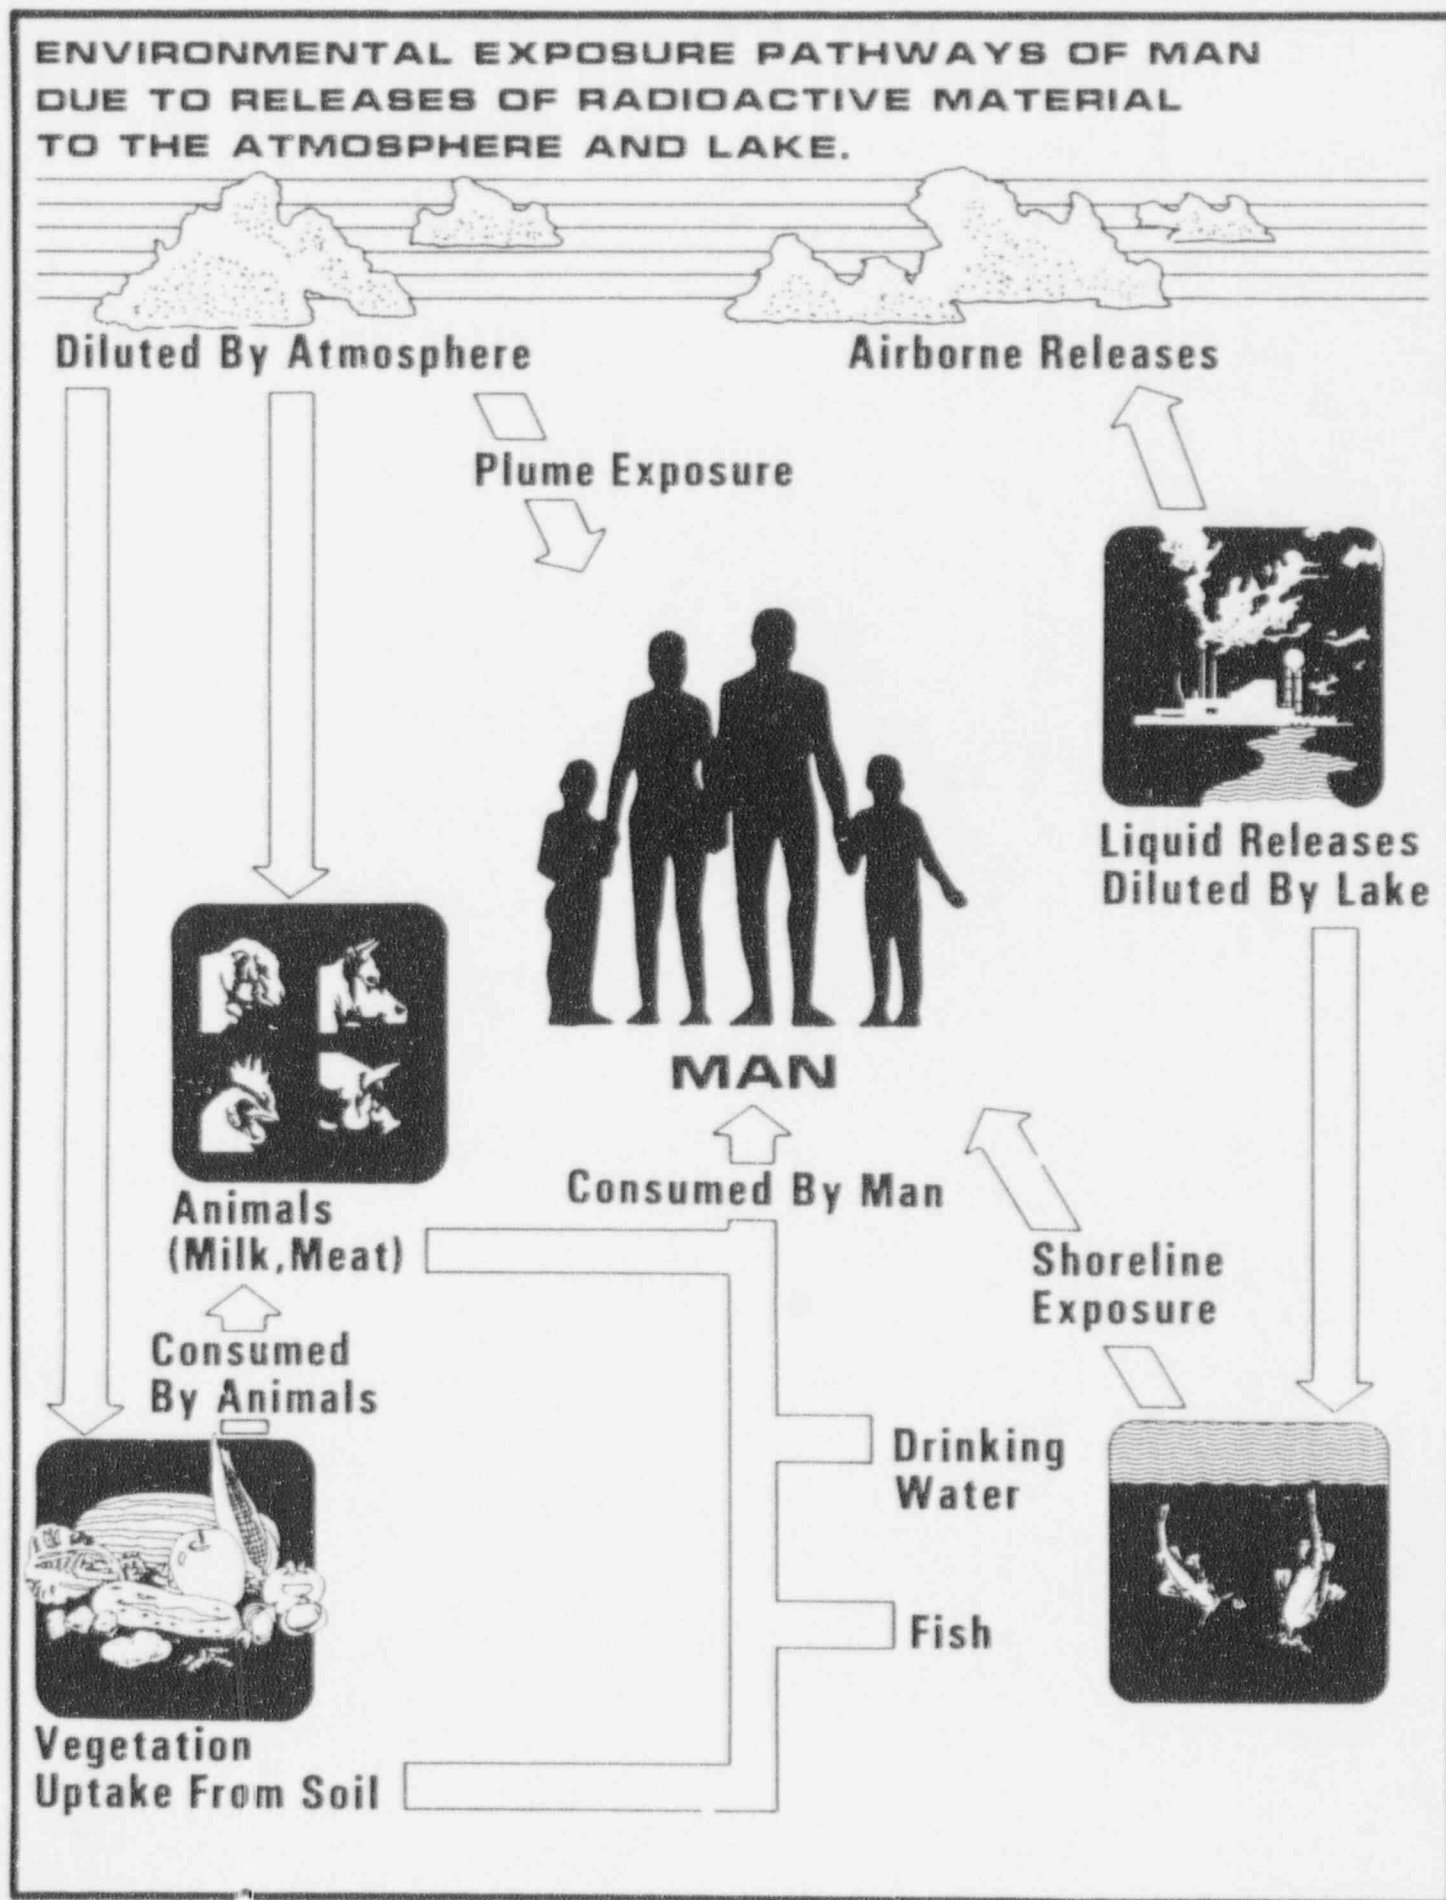 ENVIRONMENTAL EXPOSURE PATHWAYS OF MAN
DUE TO RELEASES OF RADIOACTIVE MATERIAL
TO THE ATMOSPHERE AND LAKE.
Diluted By Atmosphere
Airborne Releases
Plume Exposure
Liquid Releases
Diluted By Lake
MAN
Consumed By Man
Animals
(Milk, Meat)
Shoreline
Exposure
Consumed
By Animals
Drinking
Water
Fish
Vegetation
Uptake From Soil